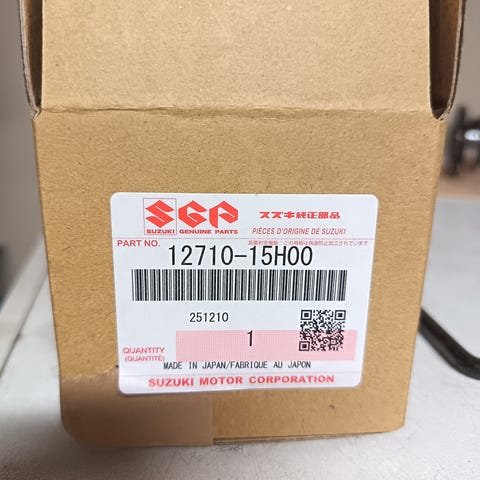 SGP スズキ純正部品
SUZUKI GENUINE PARTS PIÈCES D'ORIGINE DE SUZUKI
PART NO.
12710-15H00
251210
1
QUANTITY
(QUANTITÉ)
MADE IN JAPAN/FABRIQUE AU JAPON
SUZUKI MOTOR CORPORATION